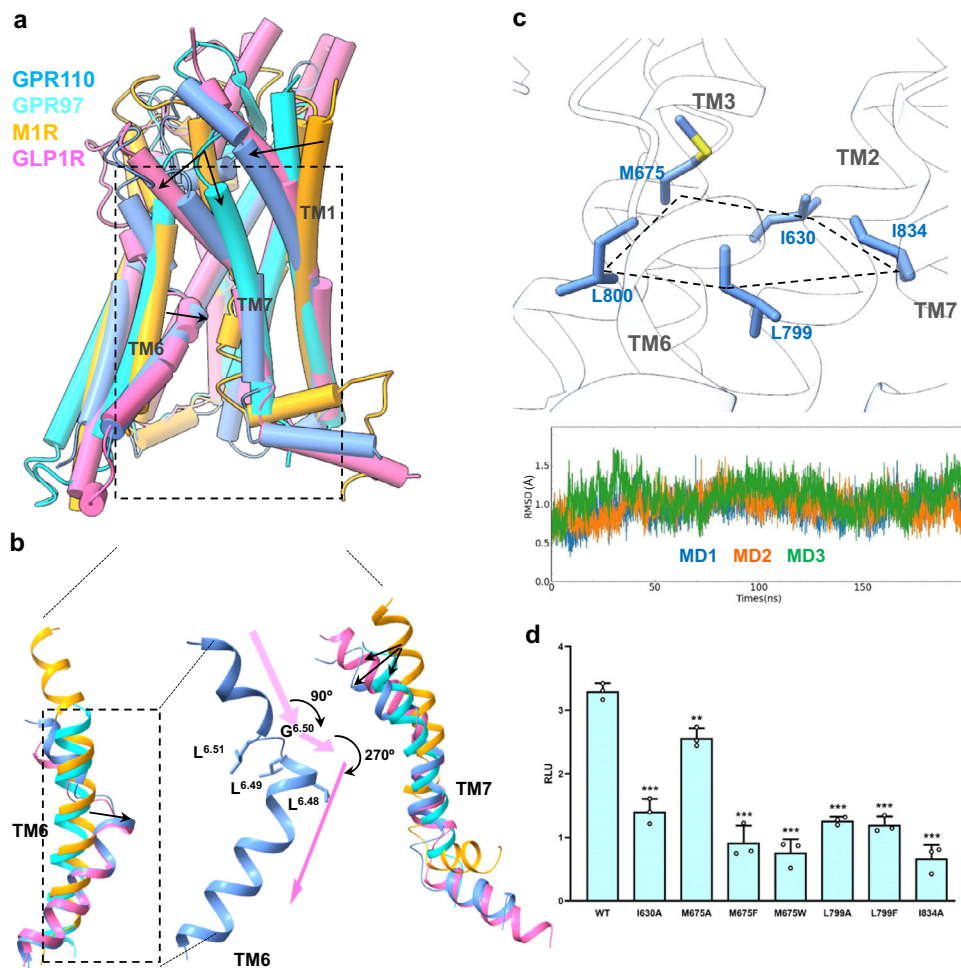 a
GPR110
GPR97
M1R
GLP1R
TM1
TM7
TM6
b
TM6
90º
G6.50
270º
L6.51
L6.49
L6.48
TM7
TM6
c
TM3
TM2
M675
I630
I834
L800
L799
TM7
TM6
RMSD(Å)
1.5
1.0
0.5
0.0
MD1 MD2 MD3
0 50 100 150
Times(ns)
d
RLU
4
3
2
1
0
***
**
***
***
***
***
***
WT I630A M675A M675F M675W L799A L799F I834A